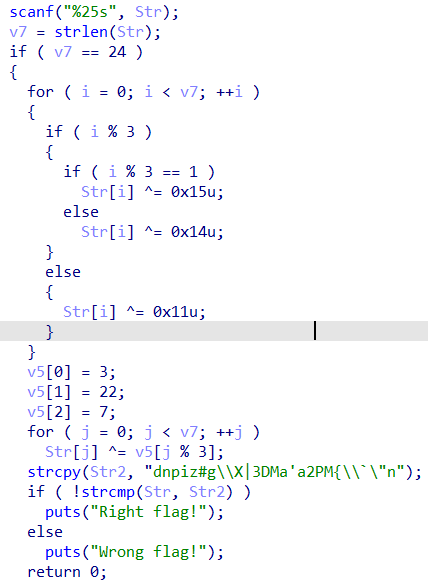 scanf("%25s", Str);
v7 = strlen(Str);
if ( v7 == 24 )
{
for ( i = 0; i < v7; ++i )
{
if ( i % 3 )
{
if ( i % 3 == 1 )
Str[i] ^= 0x15u;
else
Str[i] ^= 0x14u;
}
else
{
Str[i] ^= 0x11u;
}
}
v5[0] = 3;
v5[1] = 22;
v5[2] = 7;
for ( j = 0; j < v7; ++j )
Str[j] ^= v5[j % 3];
strcpy(Str2, "dnpiz#g\\X|3DMa'a2PM{\\`\"n");
if ( !strcmp(Str, Str2) )
puts("Right flag!");
else
puts("Wrong flag!");
return 0;